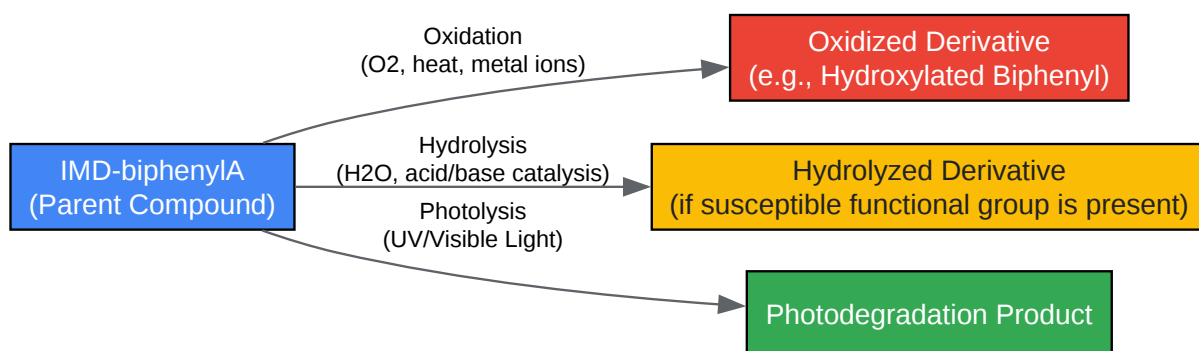 Oxidation
(O2, heat, metal ions)
Oxidized Derivative
(e.g., Hydroxylated Biphenyl)
IMD-biphenylA
(Parent Compound)
Hydrolysis
(H2O, acid/base catalysis)
Hydrolyzed Derivative
(if susceptible functional group is present)
Photolysis
(UV/Visible Light)
Photodegradation Product